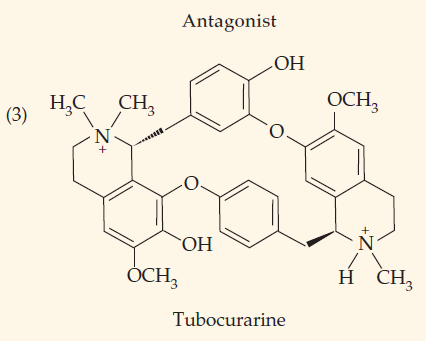 Antagonist
OH
(3)
H₃C
CH₃
OCH₃
N
+
O
O
OH
+
N
OCH₃
H
CH₃
Tubocurarine